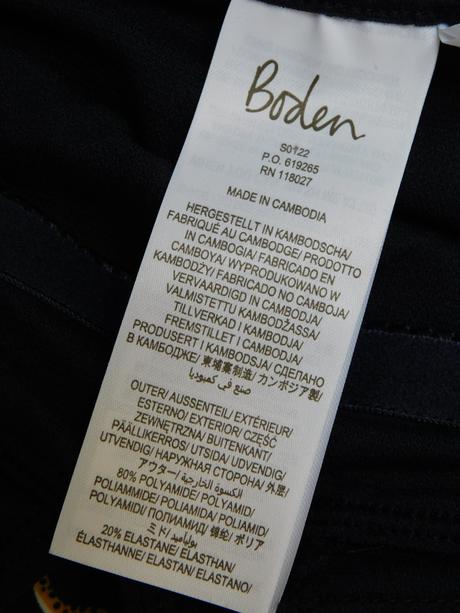 Boden
S0122
P.O. 619265
RN 118027
MADE IN CAMBODIA
HERGESTELLT IN KAMBODSCHA/
FABRIQUÉ AU CAMBODGE/ PRODOTTO
IN CAMBOGIA/ FABRICADO EN
CAMBOYA/ WYPRODUKOWANO W
KAMBODŻY/ FABRICADO NO CAMBOJA/
VERVAARDIGD IN CAMBODJA/
VALMISTETTU KAMBODŽASSA/
TILLVERKAD I KAMBODJA/
FREMSTILLET I CAMBODJA/
PRODUSERT I KAMBODSJA/ СДЕЛАНО
В КАМБОДЖЕ/ 柬埔寨制造/ カンボジア製/
صنع في كمبوديا
OUTER/ AUSSENTEIL/ EXTÉRIEUR/
ESTERNO/ EXTERIOR/ CZĘŚĆ
ZEWNĘTRZNA/ BUITENKANT/
PÄÄLLIKERROS/ UTSIDA/ UDVENDIG/
UTVENDIG/ НАРУЖНАЯ СТОРОНА/ 外层/
アウター/ الكسوة الخارجية/
80% POLYAMIDE/ POLYAMID/
POLIAMMIDE/ POLIAMIDA/ POLIAMID/
POLYAMIDI/ ПОЛИАМИД/ 锦纶/ ポリア
ミド/ بولياميد
20% ELASTANE/ ELASTHAN/
ÉLASTHANNE/ ELASTAN/ ELASTANO/